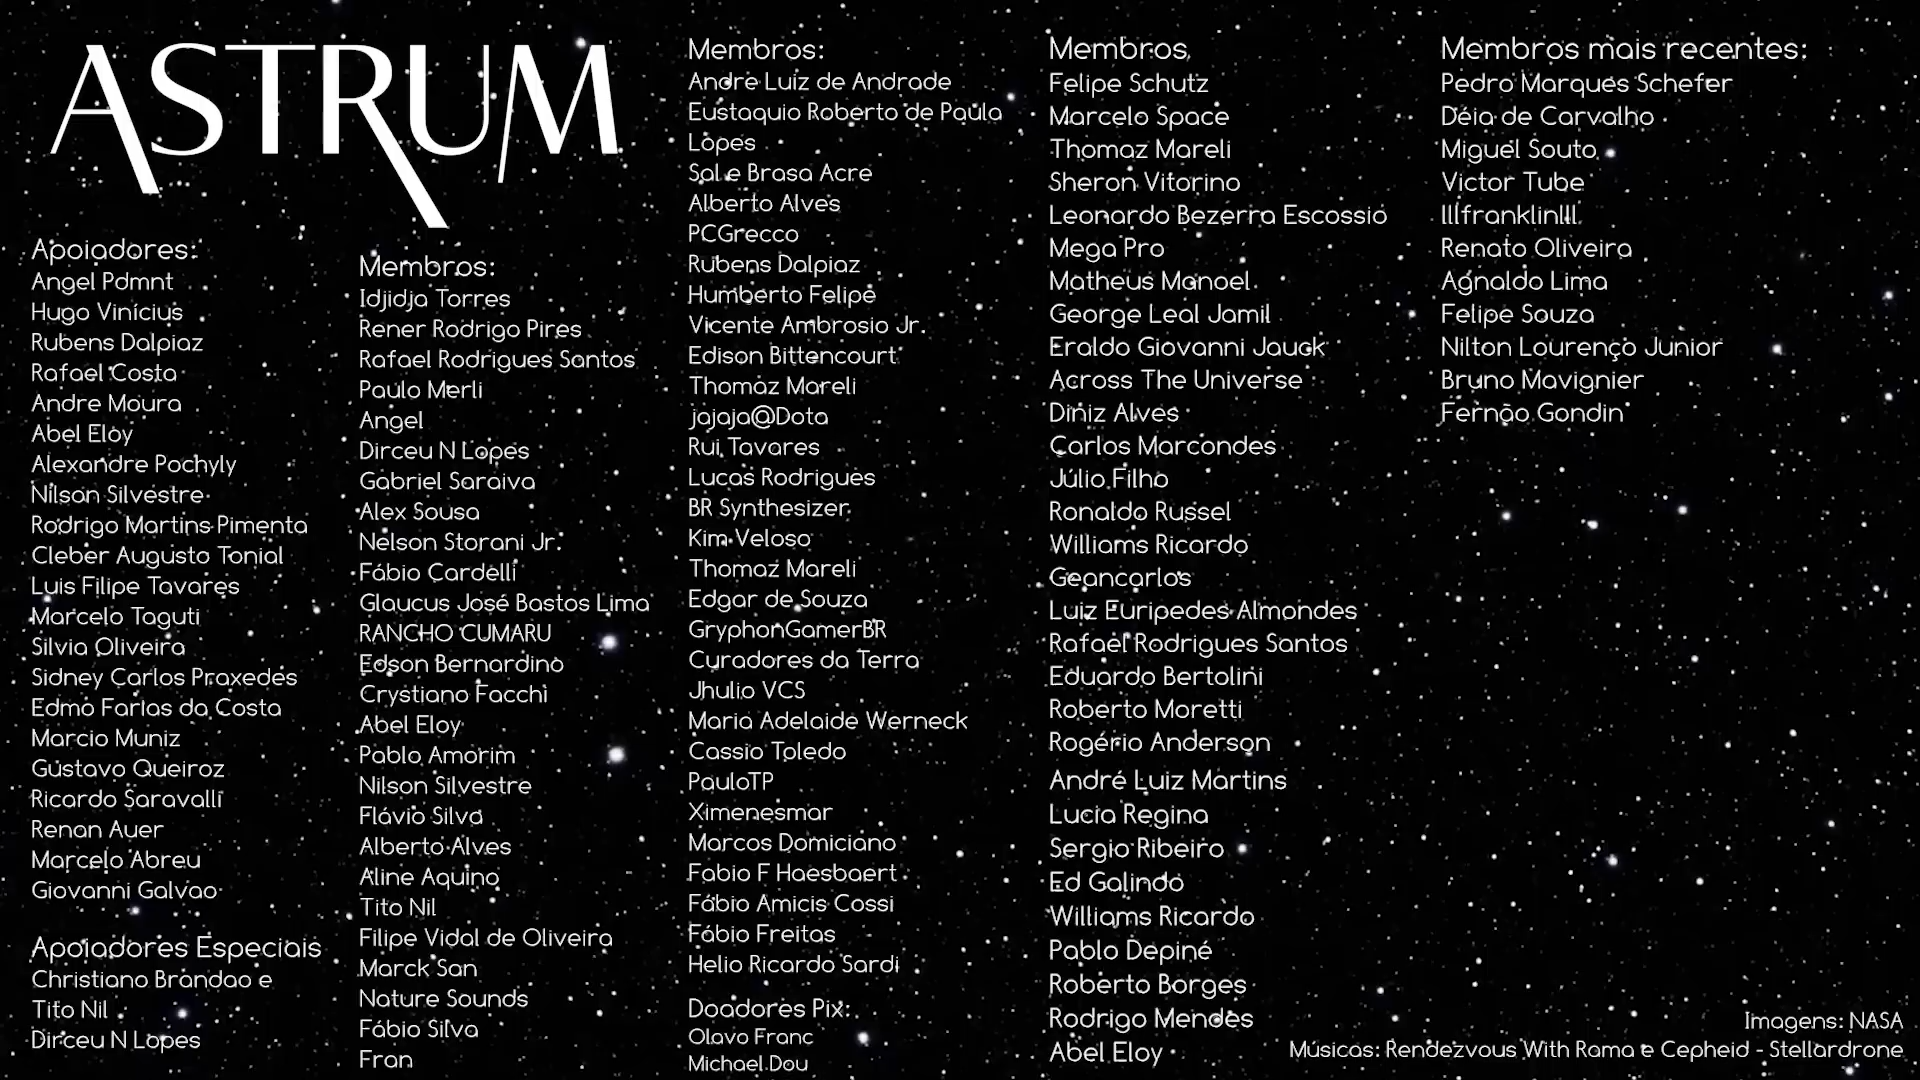 ASTRUM
Apoiadores:
Angel Pdmnt
Hugo Vinícius
Rubens Dalpiaz
Rafael Costa
Andre Moura
Abel Eloy
Alexandre Pochyly
Nilson Silvestre
Rodrigo Martins Pimenta
Cleber Augusto Tonial
Luis Filipe Tavares
Marcelo Taguti
Silvia Oliveira
Sidney Carlos Praxedes
Edmo Farias da Costa
Marcio Muniz
Gustavo Queiroz
Ricardo Saravalli
Renan Auer
Marcelo Abreu
Giovanni Galvao
Apoiadores Especiais
Christiano Brandao e
Tito Nil
Dirceu N Lopes
Membros:
Idjidja Torres
Rener Rodrigo Pires
Rafael Rodrigues Santos
Paulo Merli
Angel
Dirceu N Lopes
Gabriel Saraiva
Alex Sousa
Nelson Storani Jr.
Fábio Cardelli
Glaucus José Bastos Lima
RANCHO CUMARU
Edson Bernardino
Crystiano Facchi
Abel Eloy
Pablo Amorim
Nilson Silvestre
Flávio Silva
Alberto Alves
Aline Aquino
Tito Nil
Filipe Vidal de Oliveira
Marck San
Nature Sounds
Fábio Silva
Fran
Membros:
Andre Luiz de Andrade
Eustaquio Roberto de Paula
Lopes
Sal e Brasa Acre
Alberto Alves
PCGrecco
Rubens Dalpiaz
Humberto Felipe
Vicente Ambrosio Jr.
Edison Bittencourt
Thomaz Mareli
jajaja@Dota
Rui Tavares
Lucas Rodrigues
BR Synthesizer
Kim Veloso
Thomaz Mareli
Edgar de Souza
GryphonGamerBR
Curadores da Terra
Jhulio VCS
Maria Adelaide Werneck
Cassio Toledo
PauloTP
Ximenesmar
Marcos Domiciano
Fabio F Haesbaert
Fábio Amicis Cossi
Fábio Freitas
Helio Ricardo Sardi
Doadores Pix:
Olavo Franc
Michael Dou
Membros
Felipe Schutz
Marcelo Space
Thomaz Mareli
Sheron Vitorino
Leonardo Bezerra Escossio
Mega Pro
Matheus Manoel
George Leal Jamil
Eraldo Giovanni Jauck
Across The Universe
Diniz Alves
Carlos Marcondes
Júlio Filho
Ronaldo Russel
Williams Ricardo
Geancarlos
Luiz Euripedes Almondes
Rafael Rodrigues Santos
Eduardo Bertolini
Roberto Moretti
Rogério Anderson
André Luiz Martins
Lucia Regina
Sergio Ribeiro
Ed Galindo
Williams Ricardo
Pablo Depiné
Roberto Borges
Rodrigo Mendes
Abel Eloy
Membros mais recentes:
Pedro Marques Schefer
Déia de Carvalho
Miguel Souto
Victor Tube
lllfranklinlll
Renato Oliveira
Agnaldo Lima
Felipe Souza
Nilton Lourenço Junior
Bruno Mavignier
Fernão Gondin
Imagens: NASA
Músicas: Rendezvous With Rama e Cepheid - Stellardrone